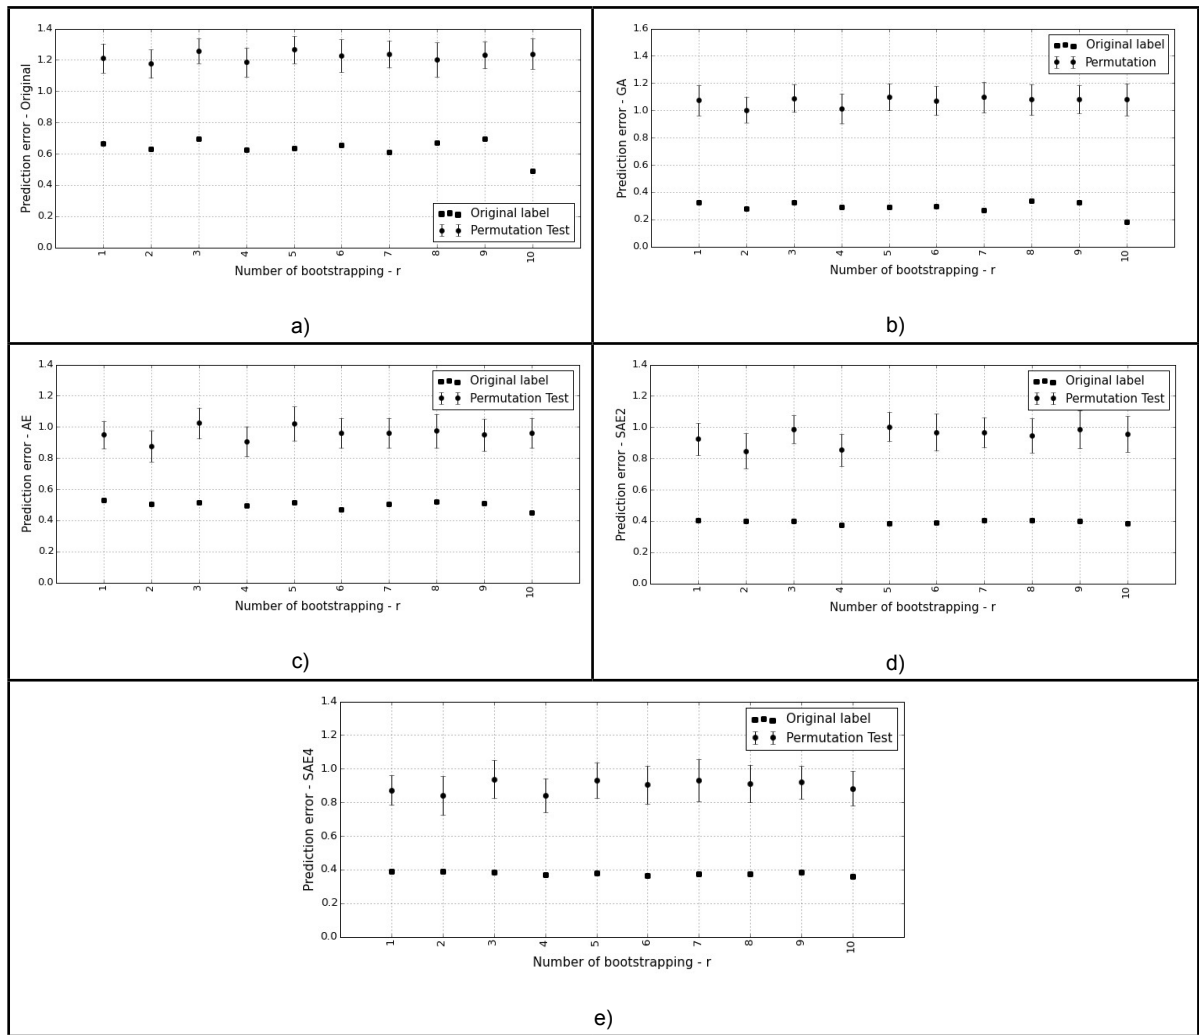 1.4
1.2
1.0
0.8
0.6
0.4
0.2
0.0
Prediction error - Original
Original label
Permutation Test
1 2 3 4 5 6 7 8 9 10
Number of bootstrapping - r
a)
1.6
1.4
1.2
1.0
0.8
0.6
0.4
0.2
0.0
Prediction error - GA
Original label
Permutation
1 2 3 4 5 6 7 8 9 10
Number of bootstrapping - r
b)
1.4
1.2
1.0
0.8
0.6
0.4
0.2
0.0
Prediction error - AE
Original label
Permutation Test
1 2 3 4 5 6 7 8 9 10
Number of bootstrapping - r
c)
1.4
1.2
1.0
0.8
0.6
0.4
0.2
0.0
Prediction error - SAE2
Original label
Permutation Test
1 2 3 4 5 6 7 8 9 10
Number of bootstrapping - r
d)
1.4
1.2
1.0
0.8
0.6
0.4
0.2
0.0
Prediction error - SAE4
Original label
Permutation Test
1 2 3 4 5 6 7 8 9 10
Number of bootstrapping - r
e)